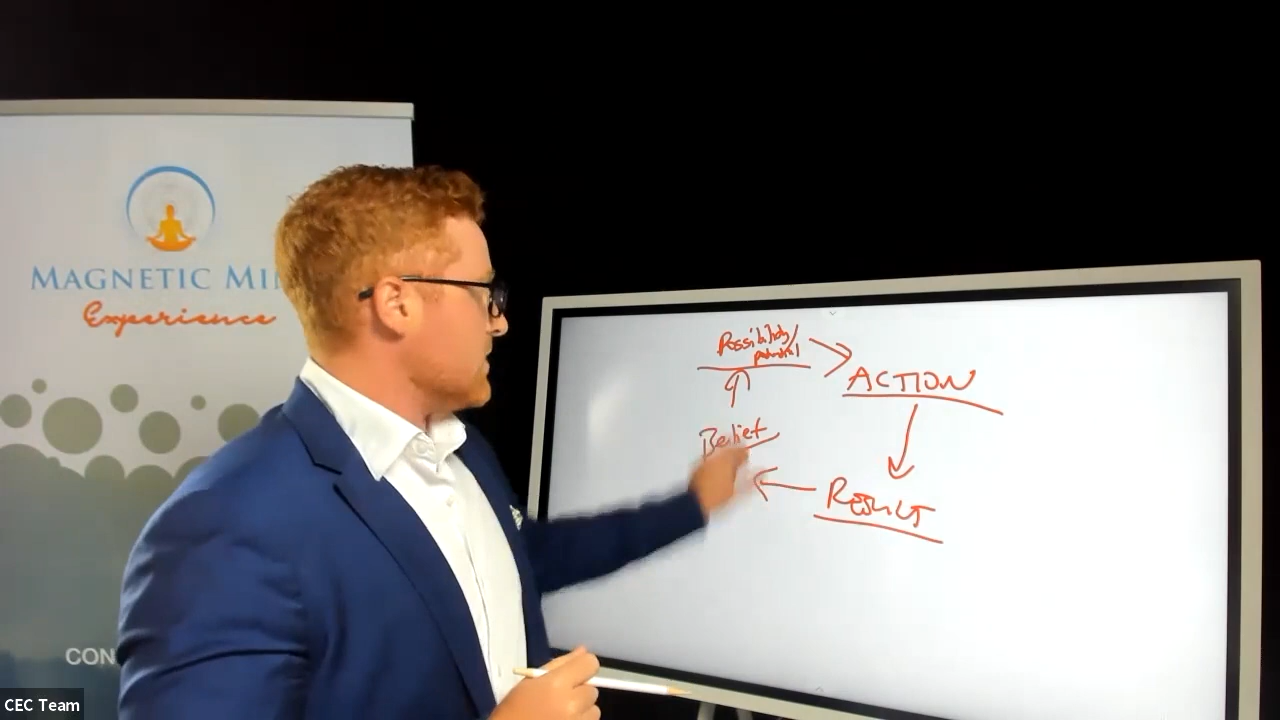 MAGNETIC MI
Experience
Possibility/
potential
ACTION
Belief
RESULT
CON
CEC Team